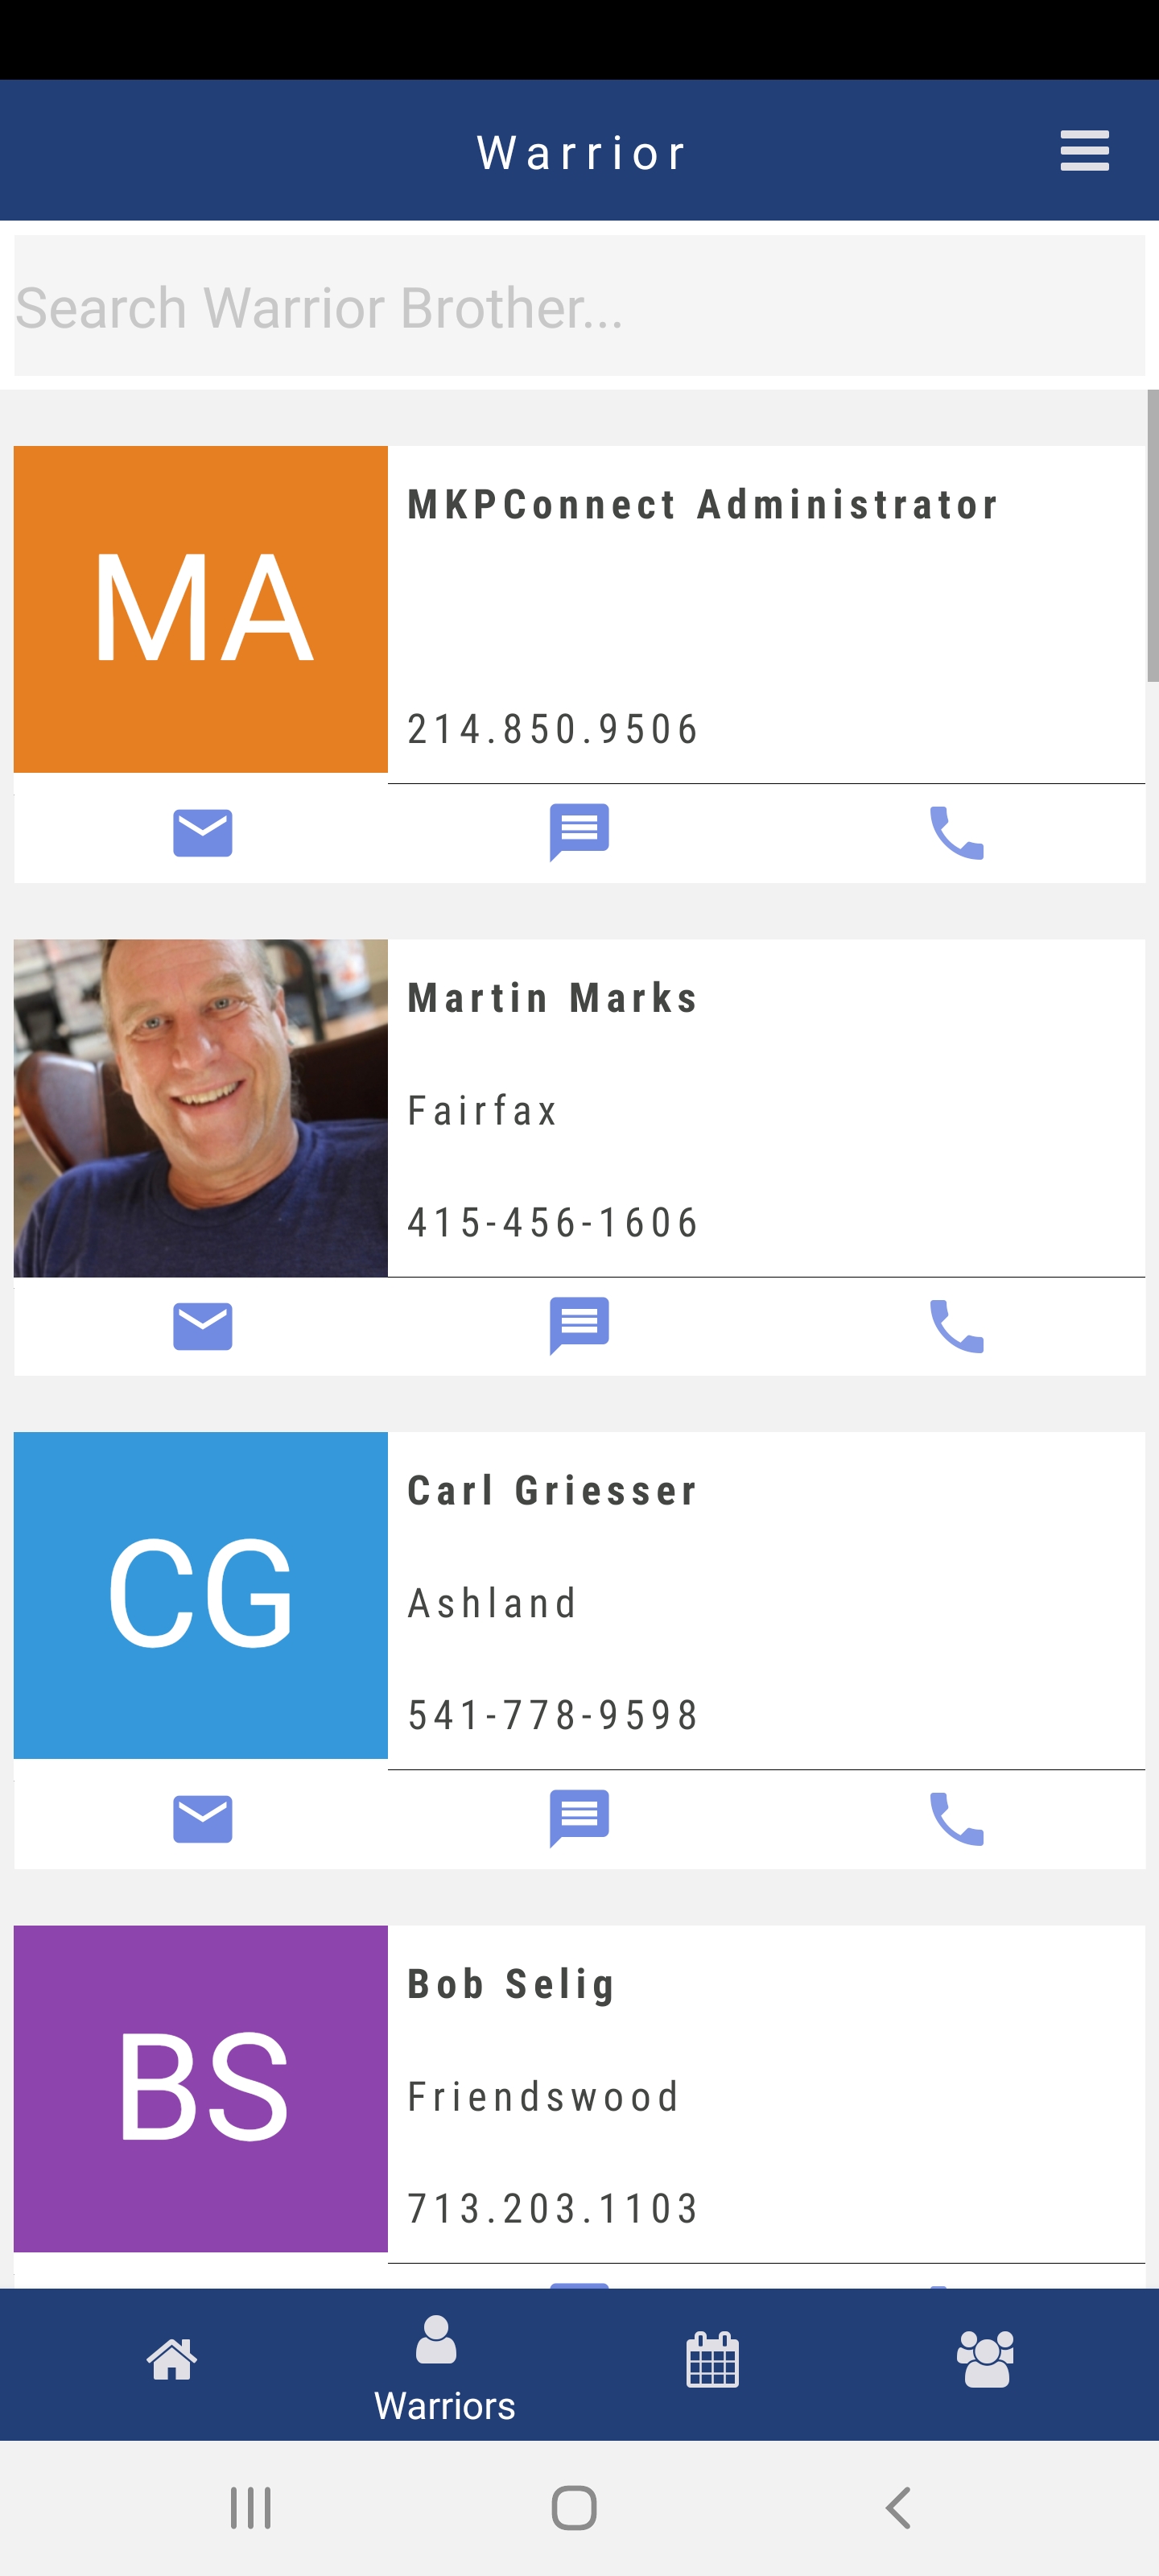 Warrior
Search Warrior Brother...
MA
MKPConnect Administrator
214.850.9506
Martin Marks
Fairfax
415-456-1606
CG
Carl Griesser
Ashland
541-778-9598
BS
Bob Selig
Friendswood
713.203.1103
Warriors